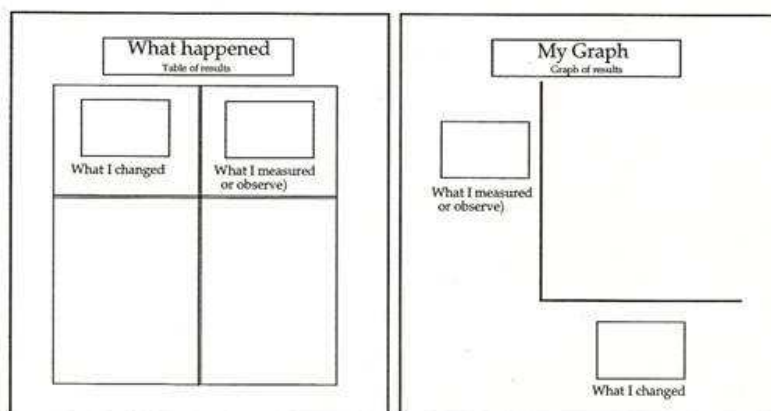 What happened
Table of results
What I changed
What I measured
or observe)
My Graph
Graph of results
What I measured
or observe)
What I changed